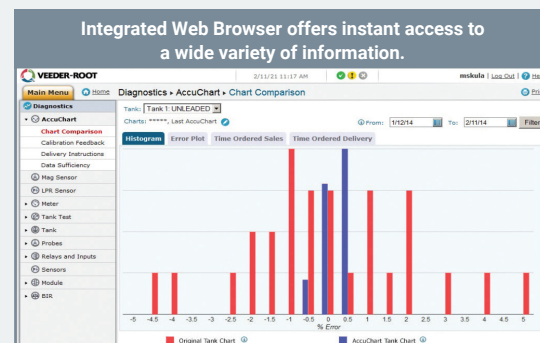 Integrated Web Browser offers instant access to
a wide variety of information.
VEEDER-ROOT
2/11/21 11:17 AM
mskula | Log Out | He
Main Menu
Home
Diagnostics ▸ AccuChart ▸ Chart Comparison
Pri
Diagnostics
AccuChart
Chart Comparison
Calibration Feedback
Delivery Instructions
Data Sufficiency
Mag Sensor
LPR Sensor
Meter
Tank Test
Tank
Probes
Relays and Inputs
Sensors
Module
BIR
Tank: Tank 1: UNLEADED
Charts: *****, Last AccuChart
From: 1/12/14 To: 2/11/14 Filter
Histogram Error Plot Time Ordered Sales Time Ordered Delivery
-5 -4.5 -4 -3.5 -3 -2.5 -2 -1.5 -1 -0.5 0 0.5 1 1.5 2 2.5 3 3.5 4 4.5 5
% Error
Original Tank Chart AccuChart Tank Chart